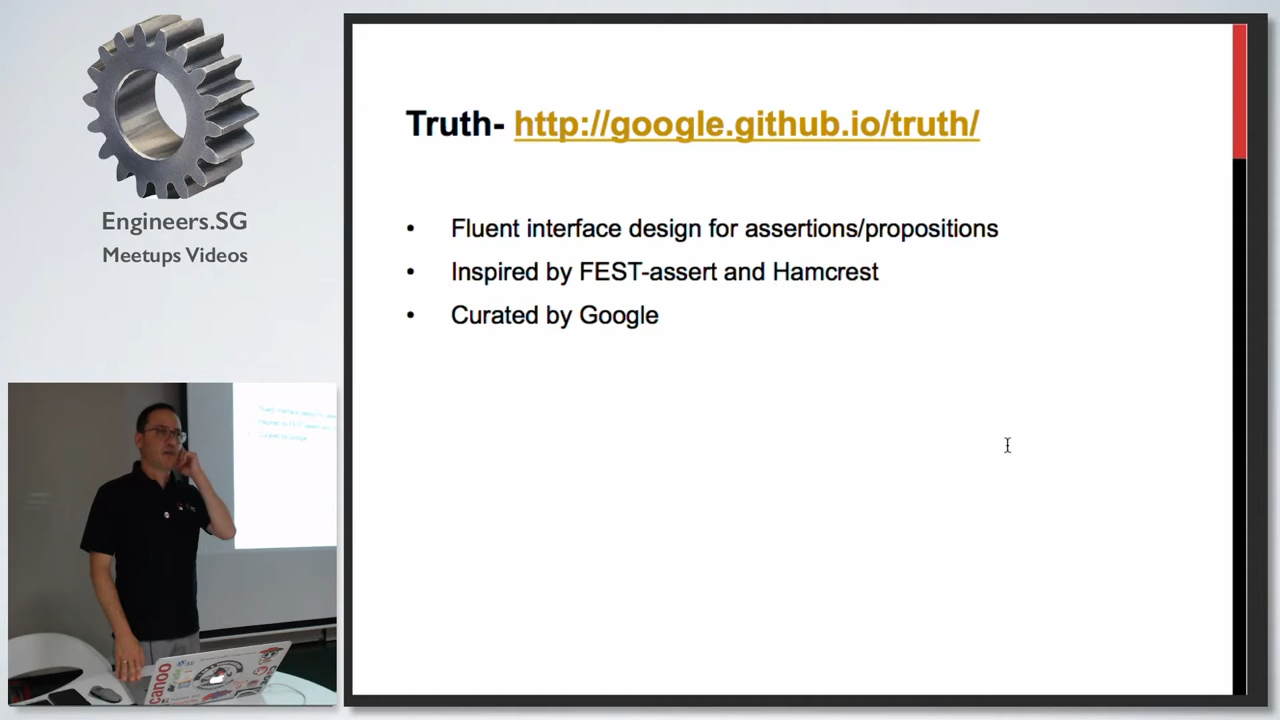 Engineers.SG
Meetups Videos
Truth- http://google.github.io/truth/
• Fluent interface design for assertions/propositions
• Inspired by FEST-assert and Hamcrest
• Curated by Google
canoo